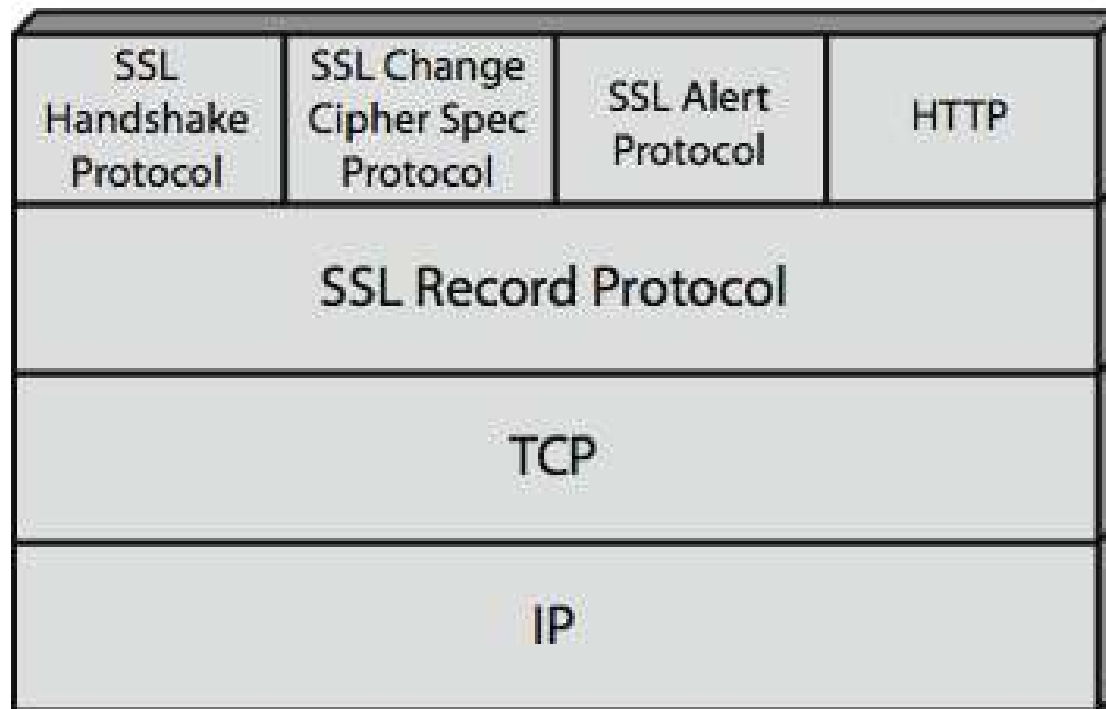 SSL
Handshake
Protocol
SSL Change
Cipher Spec
Protocol
SSL Alert
Protocol
HTTP
SSL Record Protocol
TCP
IP